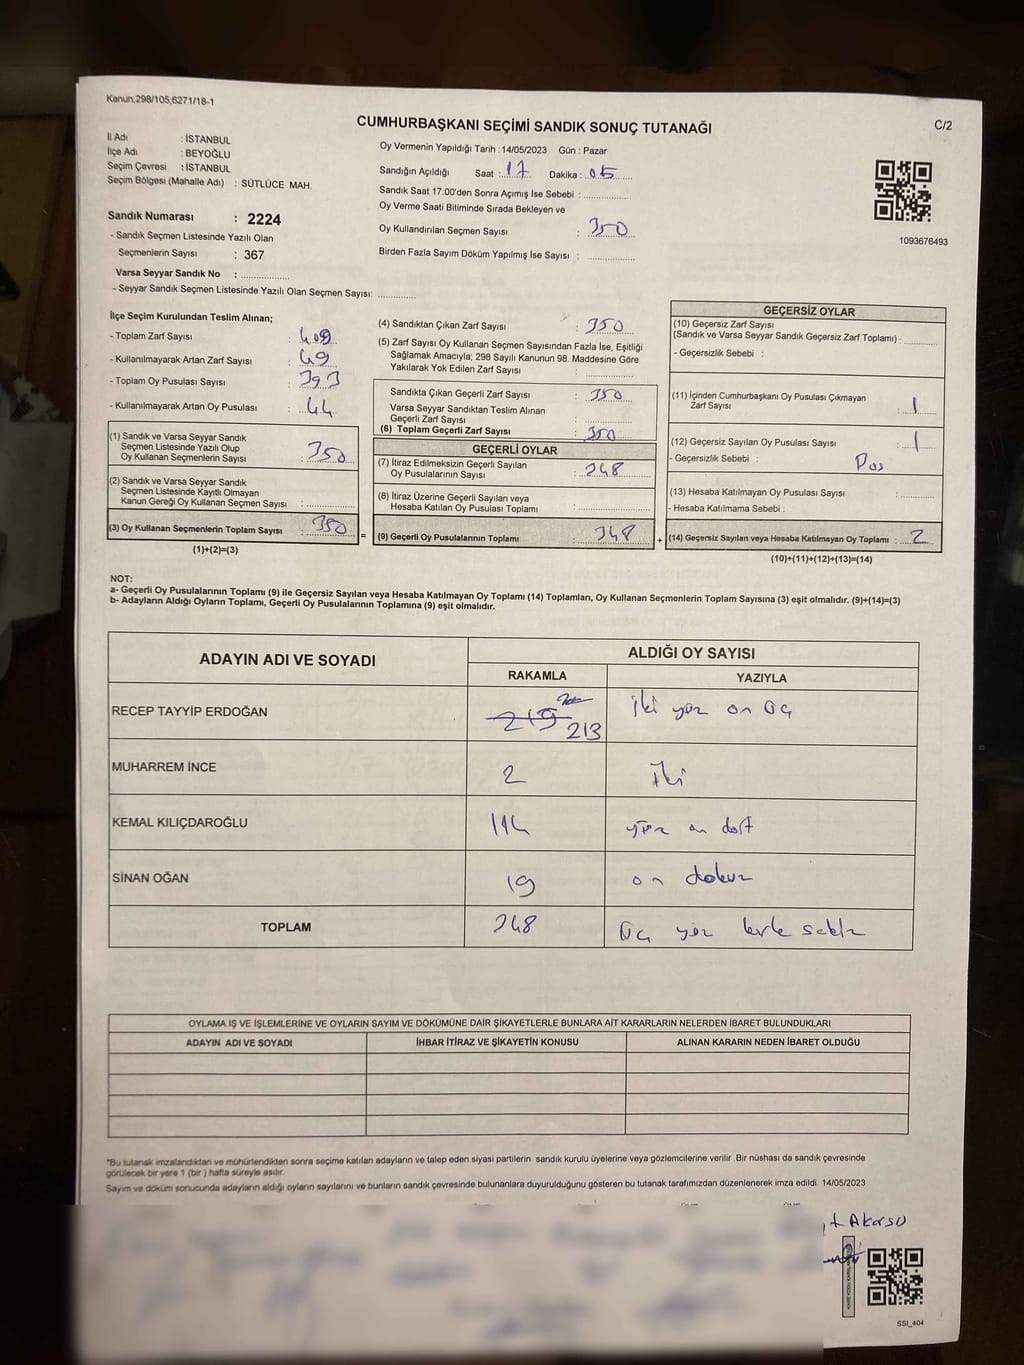 Kanun;298/105;6271/18-1
C/2
CUMHURBAŞKANI SEÇİMİ SANDIK SONUÇ TUTANAĞI
İl Adı : İSTANBUL
İlçe Adı : BEYOĞLU
Seçim Çevresi : İSTANBUL
Seçim Bölgesi (Mahalle Adı) : SÜTLÜCE MAH.
Sandık Numarası : 2224
- Sandık Seçmen Listesinde Yazılı Olan
Seçmenlerin Sayısı : 367
Varsa Seyyar Sandık No : ................
- Seyyar Sandık Seçmen Listesinde Yazılı Olan Seçmen Sayısı: ............
Oy Vermenin Yapıldığı Tarih : 14/05/2023 Gün : Pazar
Sandığın Açıldığı Saat : 17 Dakika : 05
Sandık Saat 17:00'den Sonra Açımış İse Sebebi : ................
Oy Verme Saati Bitiminde Sırada Bekleyen ve
Oy Kullandırılan Seçmen Sayısı : 350
Birden Fazla Sayım Döküm Yapılmış İse Sayısı : ................
1093676493
İlçe Seçim Kurulundan Teslim Alınan;
- Toplam Zarf Sayısı : 409
- Kullanılmayarak Artan Zarf Sayısı : 49
- Toplam Oy Pusulası Sayısı : 393
- Kullanılmayarak Artan Oy Pusulası : 44
(1) Sandık ve Varsa Seyyar Sandık
Seçmen Listesinde Yazılı Olup
Oy Kullanan Seçmenlerin Sayısı : 350
(2) Sandık ve Varsa Seyyar Sandık
Seçmen Listesinde Kayıtlı Olmayan
Kanun Gereği Oy Kullanan Seçmen Sayısı : ................
(3) Oy Kullanan Seçmenlerin Toplam Sayısı : 350
(1)+(2)=(3)
=
(4) Sandıktan Çıkan Zarf Sayısı : 350
(5) Zarf Sayısı Oy Kullanan Seçmen Sayısından Fazla İse, Eşitliği
Sağlamak Amacıyla; 298 Sayılı Kanunun 98. Maddesine Göre
Yakılarak Yok Edilen Zarf Sayısı : ................
Sandıkta Çıkan Geçerli Zarf Sayısı : 350
Varsa Seyyar Sandıktan Teslim Alınan
Geçerli Zarf Sayısı : ................
(6) Toplam Geçerli Zarf Sayısı : 350
GEÇERLİ OYLAR
(7) İtiraz Edilmeksizin Geçerli Sayılan
Oy Pusulalarının Sayısı : 348
(8) İtiraz Üzerine Geçerli Sayılan veya
Hesaba Katılan Oy Pusulası Toplamı : ................
(9) Geçerli Oy Pusulalarının Toplamı : 348
+
GEÇERSİZ OYLAR
(10) Geçersiz Zarf Sayısı
(Sandık ve Varsa Seyyar Sandık Geçersiz Zarf Toplamı) : ............
- Geçersizlik Sebebi :
(11) İçinden Cumhurbaşkanı Oy Pusulası Çıkmayan
Zarf Sayısı : 1
(12) Geçersiz Sayılan Oy Pusulası Sayısı : 1
- Geçersizlik Sebebi :
(13) Hesaba Katılmayan Oy Pusulası Sayısı : ............
- Hesaba Katılmama Sebebi :
(14) Geçersiz Sayılan veya Hesaba Katılmayan Oy Toplamı : 2
(10)+(11)+(12)+(13)=(14)
NOT:
a- Geçerli Oy Pusulalarının Toplamı (9) ile Geçersiz Sayılan veya Hesaba Katılmayan Oy Toplamı (14) Toplamları, Oy Kullanan Seçmenlerin Toplam Sayısına (3) eşit olmalıdır. (9)+(14)=(3)
b- Adayların Aldığı Oyların Toplamı, Geçerli Oy Pusulalarının Toplamına (9) eşit olmalıdır.
ADAYIN ADI VE SOYADI ALDIĞI OY SAYISI
RAKAMLA YAZIYLA
RECEP TAYYİP ERDOĞAN 219 213 İki yüz on üç
MUHARREM İNCE 2 İki
KEMAL KILIÇDAROĞLU 114 yüz on dört
SİNAN OĞAN 19 on dokuz
TOPLAM 348 Üç yüz kırk sekiz
OYLAMA İŞ VE İŞLEMLERİNE VE OYLARIN SAYIM VE DÖKÜMÜNE DAİR ŞİKAYETLERLE BUNLARA AİT KARARLARIN NELERDEN İBARET BULUNDUKLARI
ADAYIN ADI VE SOYADI İHBAR İTİRAZ VE ŞİKAYETİN KONUSU ALINAN KARARIN NEDEN İBARET OLDUĞU
*Bu tutanak imzalandıktan ve mühürlendikten sonra seçime katılan adayların ve talep eden siyasi partilerin sandık kurulu üyelerine veya gözlemcilerine verilir .Bir nüshası da sandık çevresinde
görülecek bir yere 1 (bir ) hafta süreyle asılır.
Sayım ve döküm sonucunda adayların aldığı oyların sayılarını ve bunların sandık çevresinde bulunanlara duyurulduğunu gösteren bu tutanak tarafımızdan düzenlenerek imza edildi. 14/05/2023
Akarsu
SSI_404